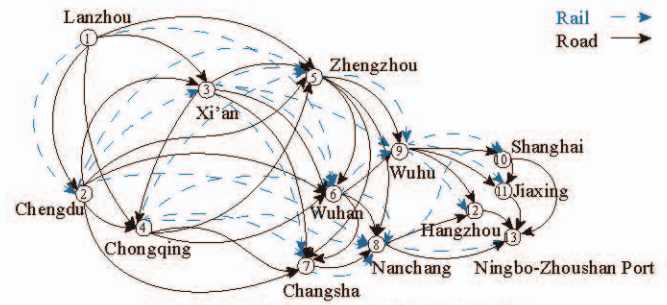 Lanzhou
Rail
Road
1
Zhengzhou
5
3
Xi'an
9
Wuhu
Shanghai
10
2
Chengdu
6
Wuhan
11
Jiaxing
4
Chongqing
12
Hangzhou
8
Nanchang
13
Ningbo-Zhoushan Port
7
Changsha